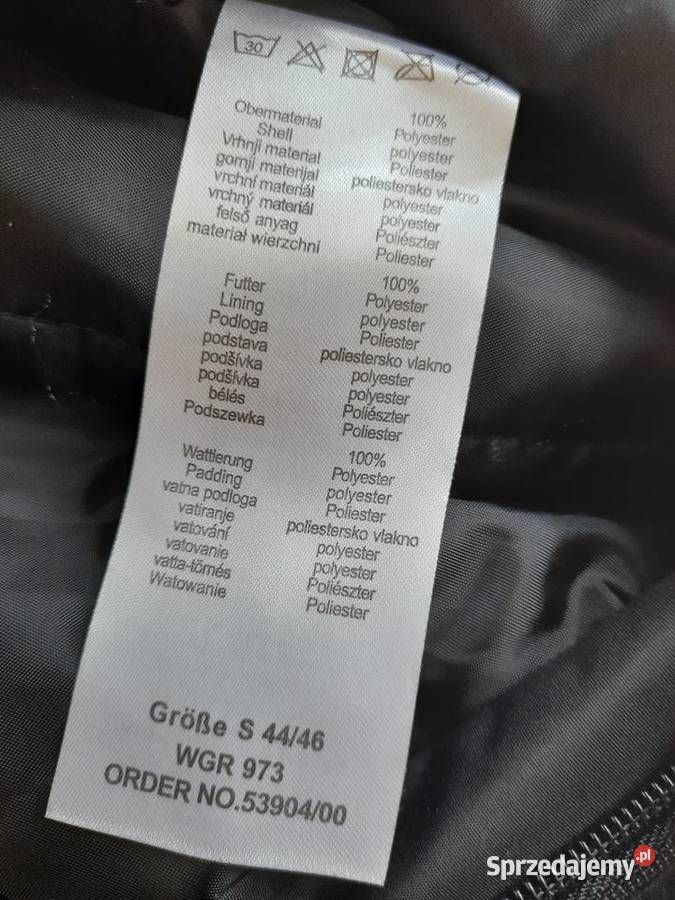 30
Obermaterial 100%
Shell Polyester
Vrhnji material polyester
gornji materijal Poliester
vrchní materiál poliestersko vlakno
vrchný materiál polyester
felső anyag polyester
materiał wierzchni Poliészter
Poliester
Futter 100%
Lining Polyester
Podloga polyester
podstava Poliester
podšívka poliestersko vlakno
podšívka polyester
bélés polyester
Podszewka Poliészter
Poliester
Wattierung 100%
Padding Polyester
vatna podloga polyester
vatiranje Poliester
vatování poliestersko vlakno
vatovanie polyester
vatta-tömés polyester
Watowanie Poliészter
Poliester
Größe S 44/46
WGR 973
ORDER NO.53904/00
Sprzedajemy.pl